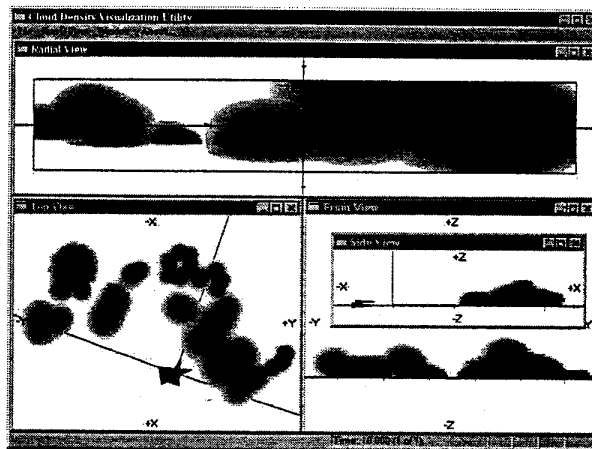 Cloud Density Visualization Utility
Radial View
Top View
-X
+Y
+X
Front View
+Z
-Y
-Z
Side View
+Z
-X
+X
-Z